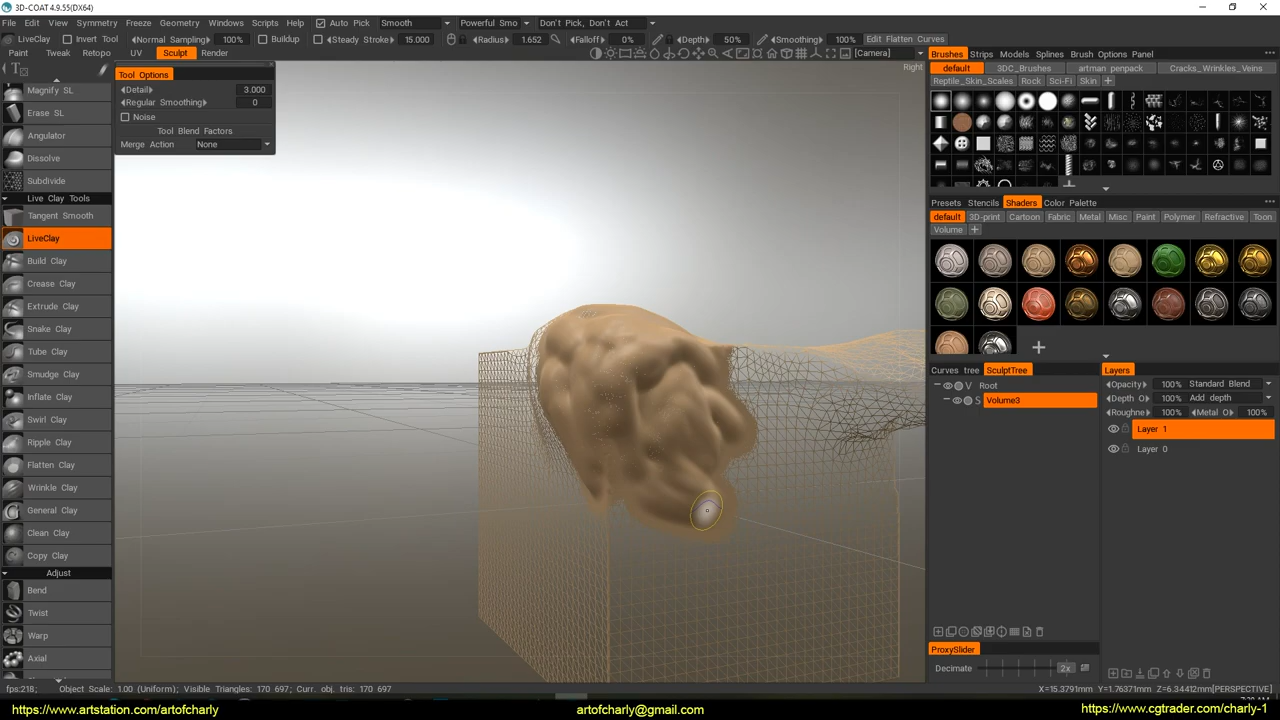 3D-COAT 4.9.55(DX64)
File Edit View Symmetry Freeze Geometry Windows Scripts Help Auto Pick Smooth Powerful Smo Don't Pick, Don't Act
LiveClay Invert Tool Normal Sampling 100% Buildup Steady Stroke 15.000 Radius 1.652 Falloff 0% Depth 50% Smoothing 100% Edit Flatten Curves
Paint Tweak Retopo UV Sculpt Render [Camera] Brushes Strips Models Splines Brush Options Panel
Right
Tool Options
Detail 3.000
Regular Smoothing 0
Noise
Tool Blend Factors
Merge Action None
Magnify SL
Erase SL
Angulator
Dissolve
Subdivide
Live Clay Tools
Tangent Smooth
LiveClay
Build Clay
Crease Clay
Extrude Clay
Snake Clay
Tube Clay
Smudge Clay
Inflate Clay
Swirl Clay
Ripple Clay
Flatten Clay
Wrinkle Clay
General Clay
Clean Clay
Copy Clay
Adjust
Bend
Twist
Warp
Axial
default 3DC_Brushes artman penpack Cracks_Wrinkles_Veins
Reptile_Skin_Scales Rock Sci-Fi Skin
Presets Stencils Shaders Color Palette
default 3D-print Cartoon Fabric Metal Misc Paint Polymer Refractive Toon
Volume
Curves tree SculptTree
V Root
S Volume3
Layers
Opacity 100% Standard Blend
Depth O 100% Add depth
Roughne 100% Metal O 100%
Layer 1
Layer 0
ProxySlider
Decimate 2x
fps:218; Object Scale: 1.00 (Uniform); Visible Triangles: 170 697; Curr. obj. tris: 170 697 X=15.3791m Y=1.76371m Z=6.34412m[PERSPECTIVE]
https://www.artstation.com/artofcharly artofcharly@gmail.com https://www.cgtrader.com/charly-1